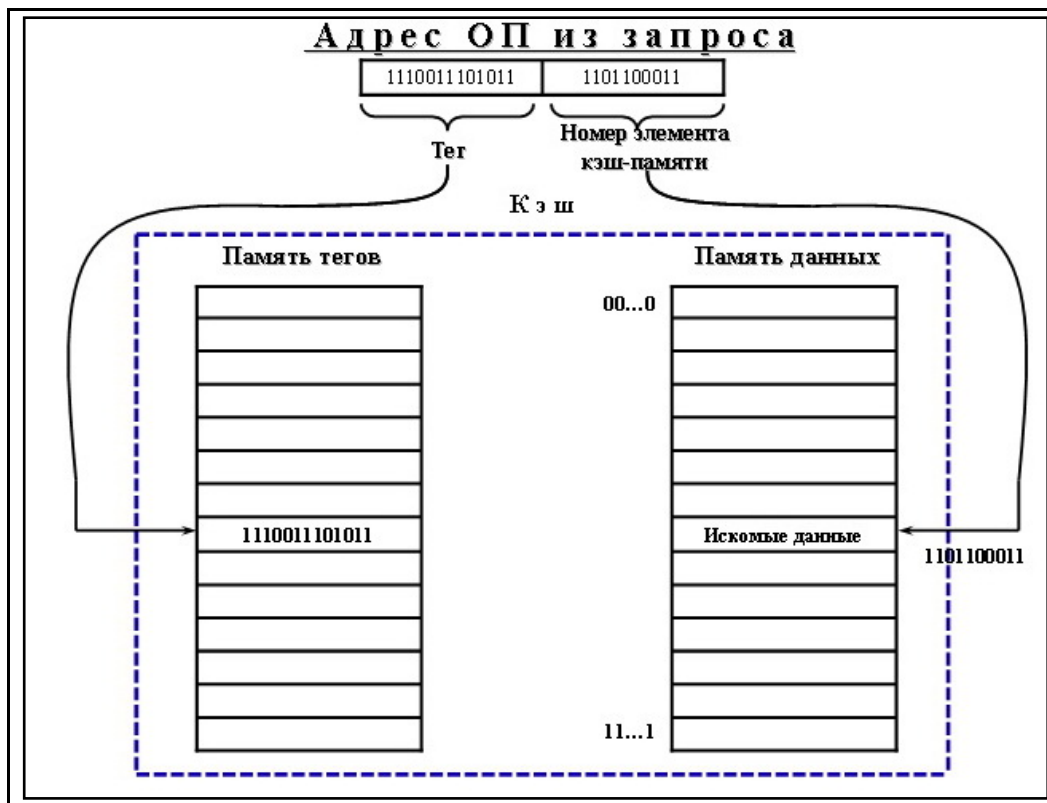 Адрес ОП из запроса
1110011101011 1101100011
Тег
Номер элемента
кэш-памяти
Кэш
Память тегов
Память данных
00...0
1110011101011
Искомые данные
1101100011
11...1